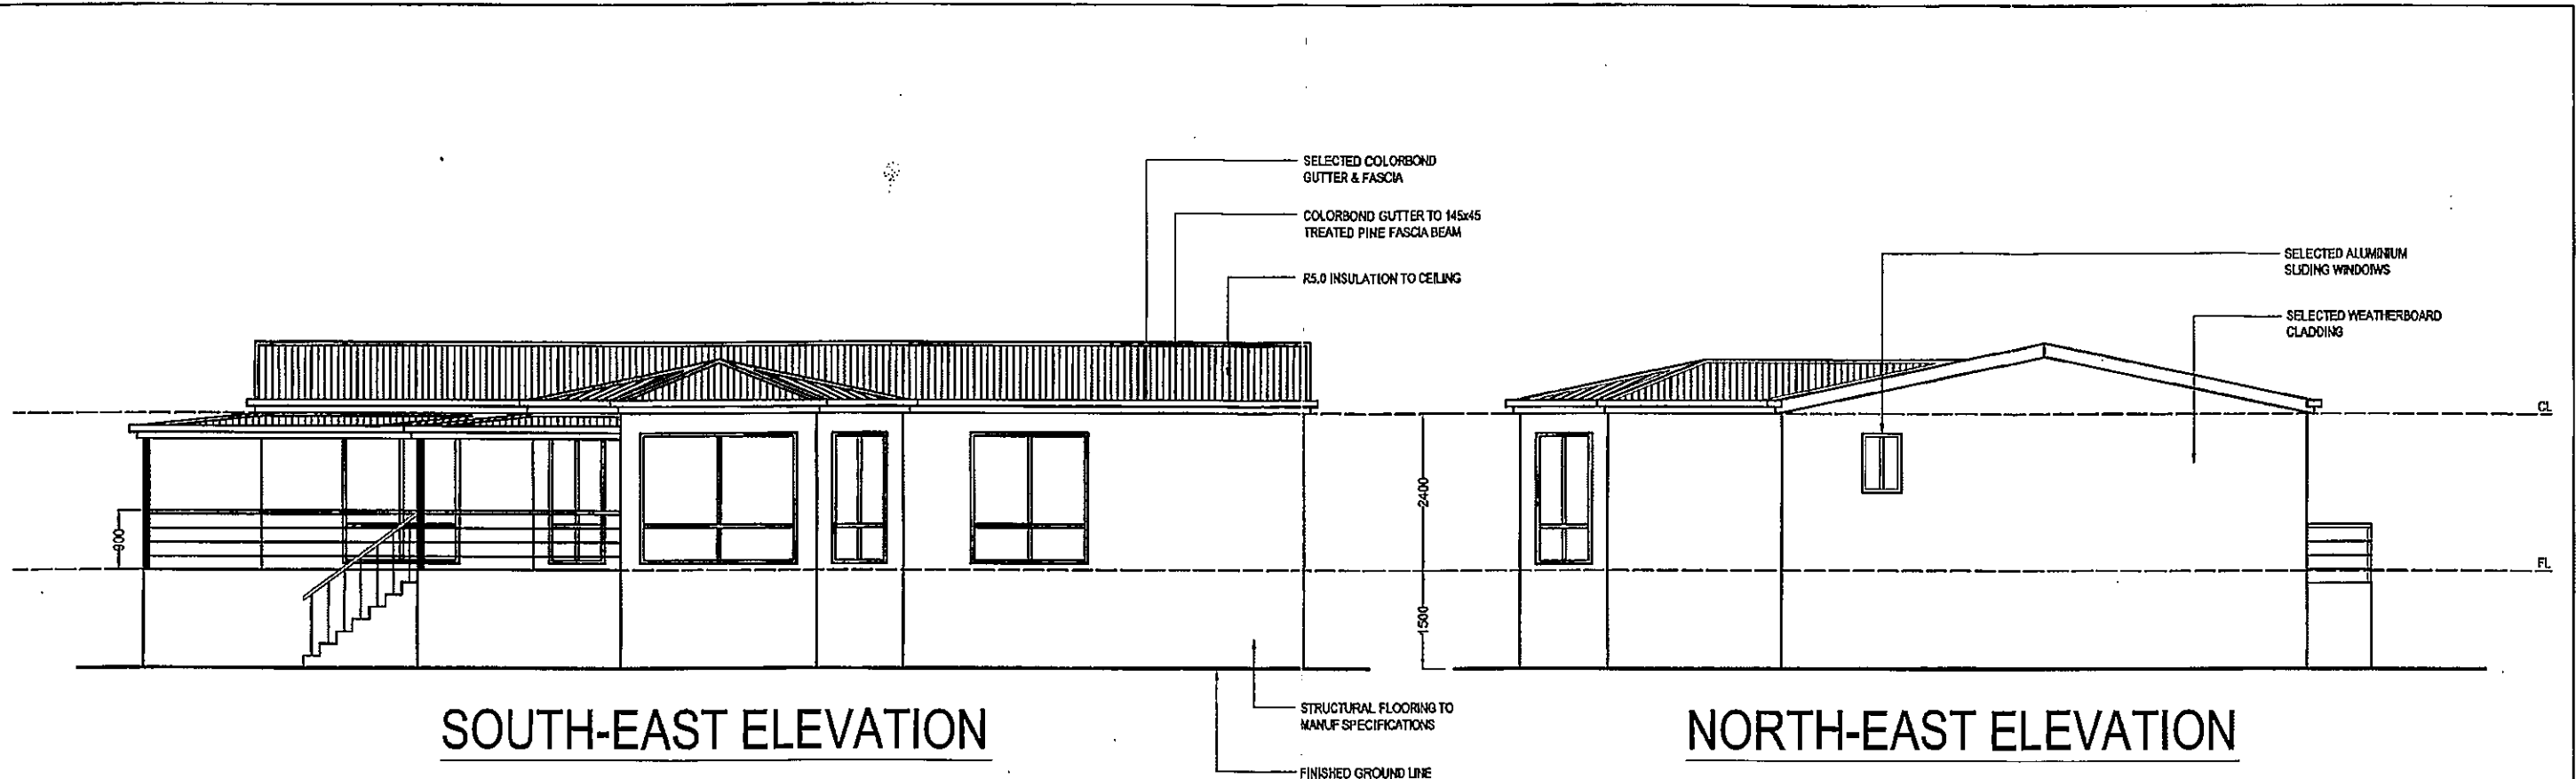 SELECTED COLORBOND
GUTTER & FASCIA
COLORBOND GUTTER TO 145x45
TREATED PINE FASCIA BEAM
R5.0 INSULATION TO CEILING
SELECTED ALUMINIUM
SLIDING WINDOIWS
SELECTED WEATHERBOARD
CLADDING
CL
2400
900
FL
1500
STRUCTURAL FLOORING TO
MANUF SPECIFICATIONS
FINISHED GROUND LINE
SOUTH-EAST ELEVATION
NORTH-EAST ELEVATION